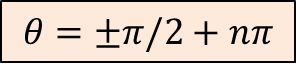 θ = ±π/2 + nπ